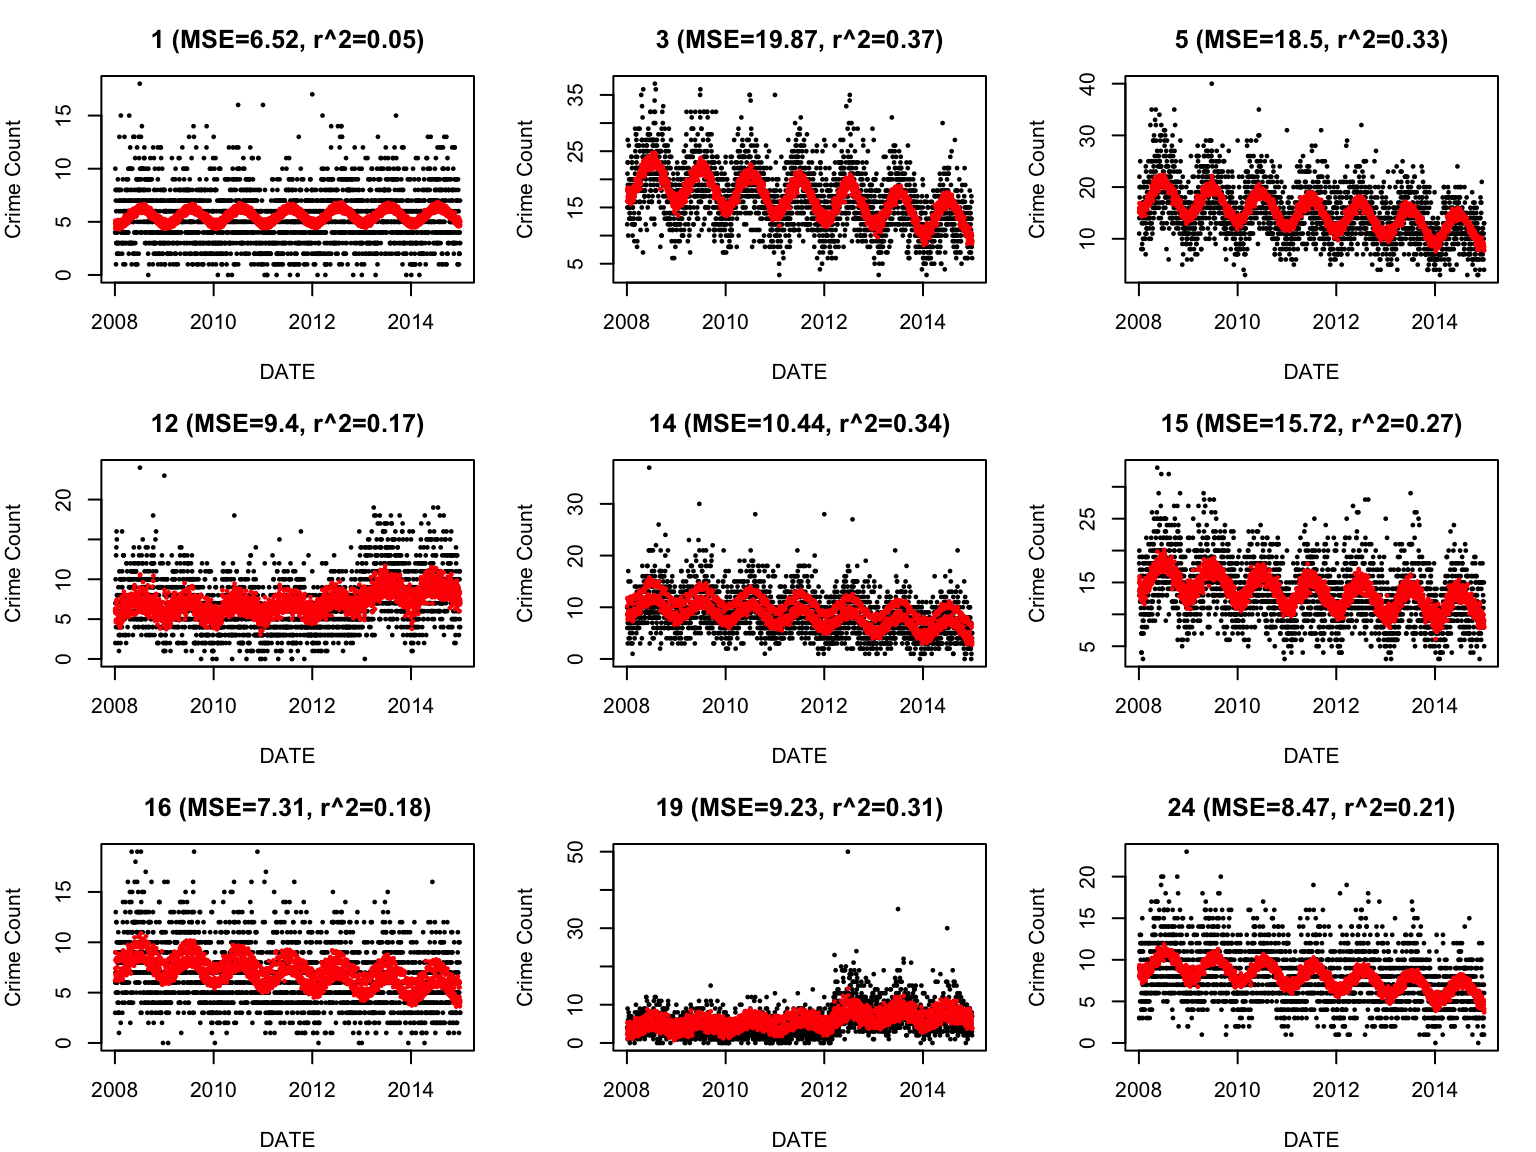 1 (MSE=6.52, r^2=0.05)
Crime Count
0 5 10 15
2008 2010 2012 2014
DATE
3 (MSE=19.87, r^2=0.37)
Crime Count
5 15 25 35
2008 2010 2012 2014
DATE
5 (MSE=18.5, r^2=0.33)
Crime Count
10 20 30 40
2008 2010 2012 2014
DATE
12 (MSE=9.4, r^2=0.17)
Crime Count
0 5 10 20
2008 2010 2012 2014
DATE
14 (MSE=10.44, r^2=0.34)
Crime Count
0 10 20 30
2008 2010 2012 2014
DATE
15 (MSE=15.72, r^2=0.27)
Crime Count
5 15 25
2008 2010 2012 2014
DATE
16 (MSE=7.31, r^2=0.18)
Crime Count
0 5 10 15
2008 2010 2012 2014
DATE
19 (MSE=9.23, r^2=0.31)
Crime Count
0 10 30 50
2008 2010 2012 2014
DATE
24 (MSE=8.47, r^2=0.21)
Crime Count
0 5 10 15 20
2008 2010 2012 2014
DATE